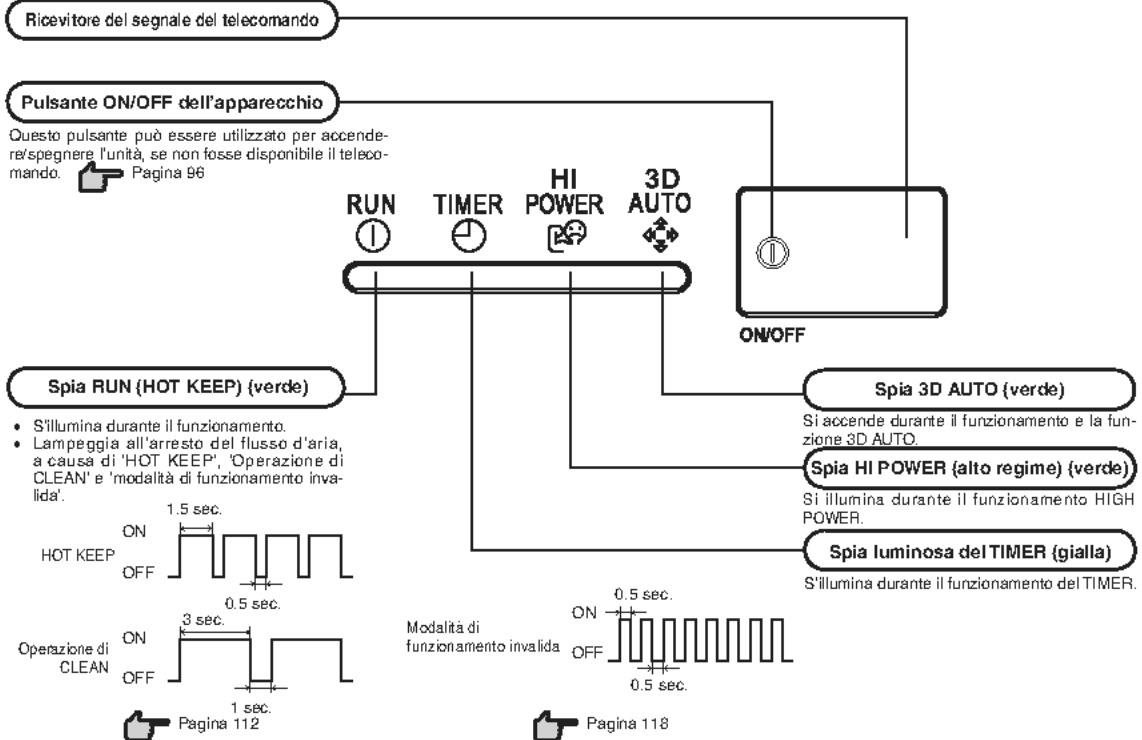 Ricevitore del segnale del telecomando
Pulsante ON/OFF dell'apparecchio
Questo pulsante può essere utilizzato per accende-
re/spegnere l'unità, se non fosse disponibile il teleco-
mando. Pagina 96
RUN TIMER HI POWER 3D AUTO
ON/OFF
Spia RUN (HOT KEEP) (verde)
• S'illumina durante il funzionamento.
• Lampeggia all'arresto del flusso d'aria,
a causa di 'HOT KEEP', 'Operazione di
CLEAN' e 'modalità di funzionamento inva-
lida'.
1.5 sec.
ON
HOT KEEP
OFF
0.5 sec.
3 sec.
ON
Operazione di
CLEAN
OFF
1 sec.
Pagina 112
Spia 3D AUTO (verde)
Si accende durante il funzionamento e la fun-
zione 3D AUTO.
Spia HI POWER (alto regime) (verde)
Si illumina durante il funzionamento HIGH
POWER.
Spia luminosa del TIMER (gialla)
S'illumina durante il funzionamento del TIMER.
0.5 sec.
ON
Modalità di
funzionamento invalida
OFF
0.5 sec.
Pagina 118